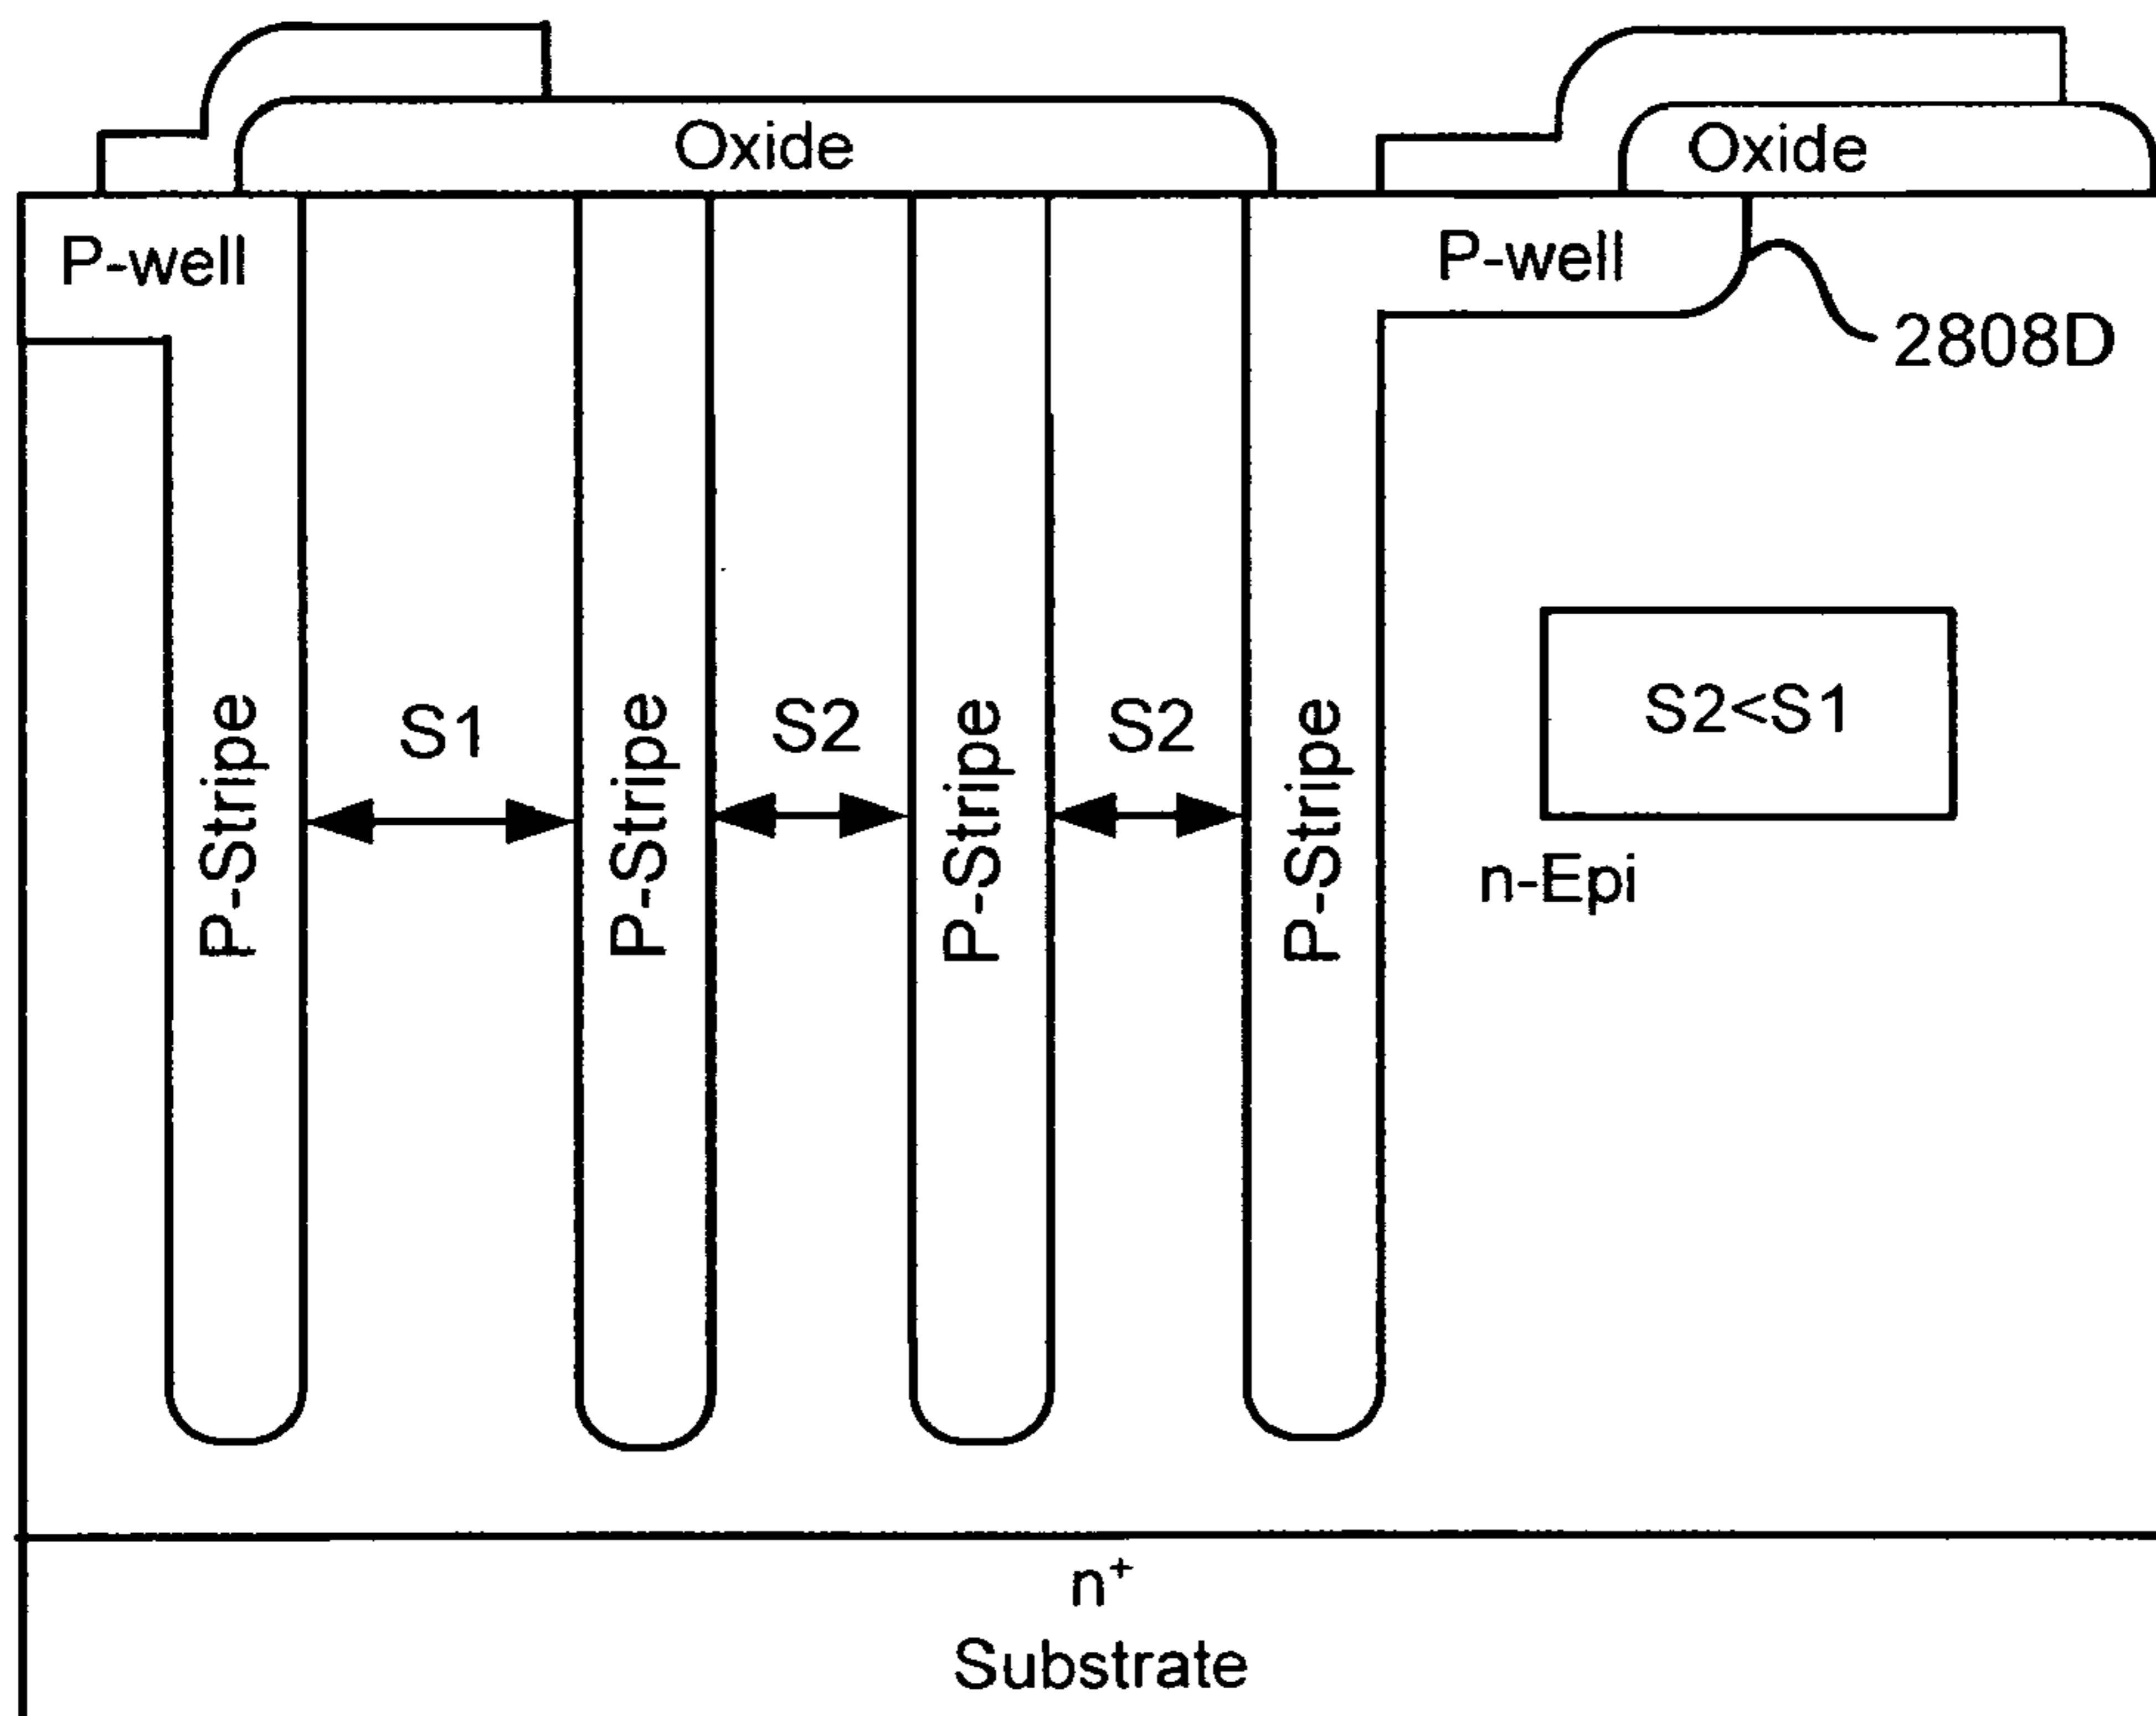 Oxide
Oxide
P-well
P-well
2808D
P-Stripe
S1
P-Stripe
S2
P-Stripe
S2
P-Stripe
S2<S1
n-Epi
n⁺
Substrate